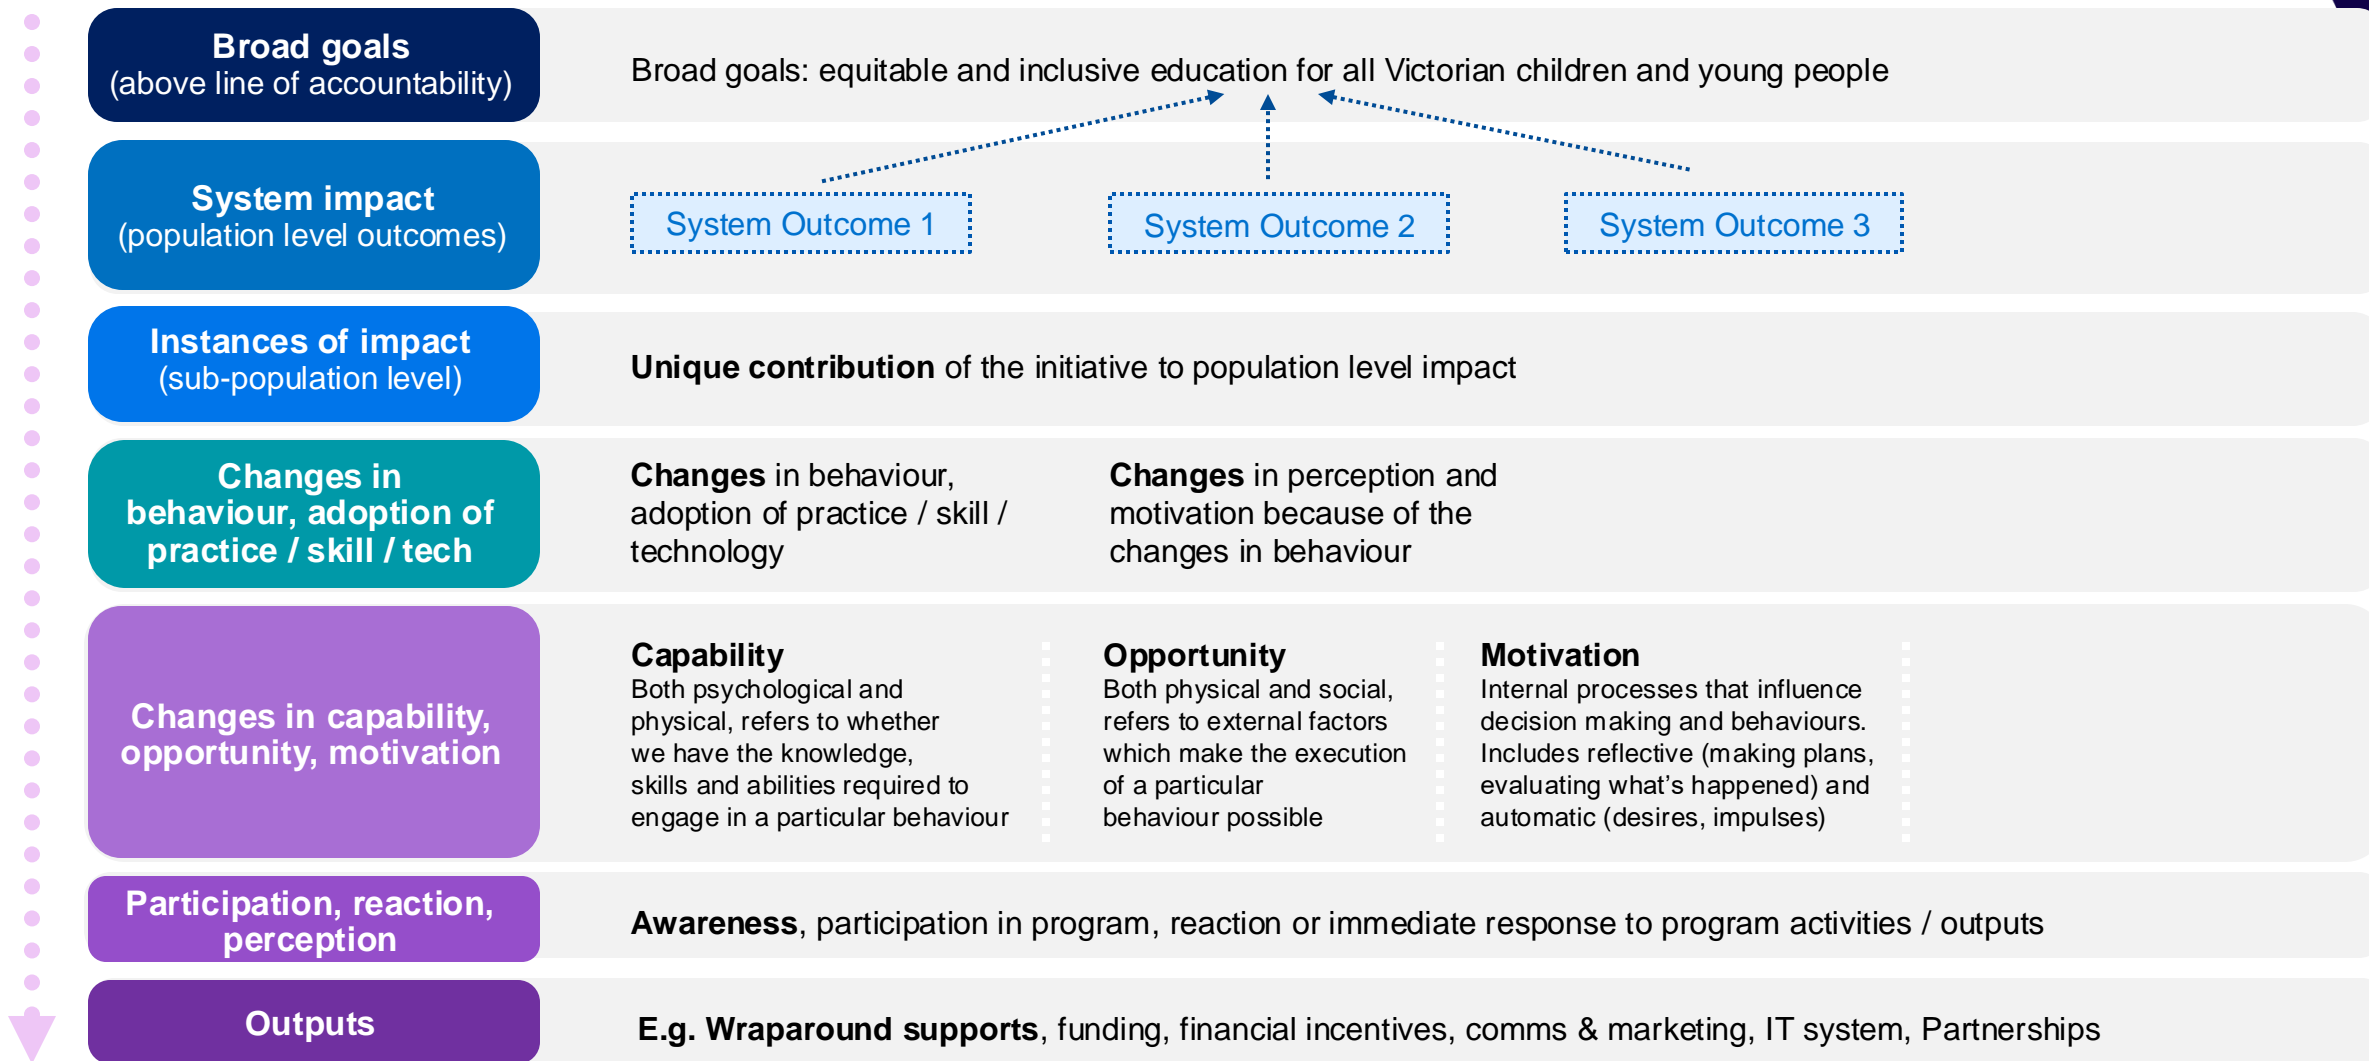 Broad goals
(above line of accountability)
Broad goals: equitable and inclusive education for all Victorian children and young people
System impact
(population level outcomes)
System Outcome 1
System Outcome 2
System Outcome 3
Instances of impact
(sub-population level)
Unique contribution of the initiative to population level impact
Changes in
behaviour, adoption of
practice / skill / tech
Changes in behaviour,
adoption of practice / skill /
technology
Changes in perception and
motivation because of the
changes in behaviour
Changes in capability,
opportunity, motivation
Capability
Both psychological and
physical, refers to whether
we have the knowledge,
skills and abilities required to
engage in a particular behaviour
Opportunity
Both physical and social,
refers to external factors
which make the execution
of a particular
behaviour possible
Motivation
Internal processes that influence
decision making and behaviours.
Includes reflective (making plans,
evaluating what’s happened) and
automatic (desires, impulses)
Participation, reaction,
perception
Awareness, participation in program, reaction or immediate response to program activities / outputs
Outputs
E.g. Wraparound supports, funding, financial incentives, comms & marketing, IT system, Partnerships